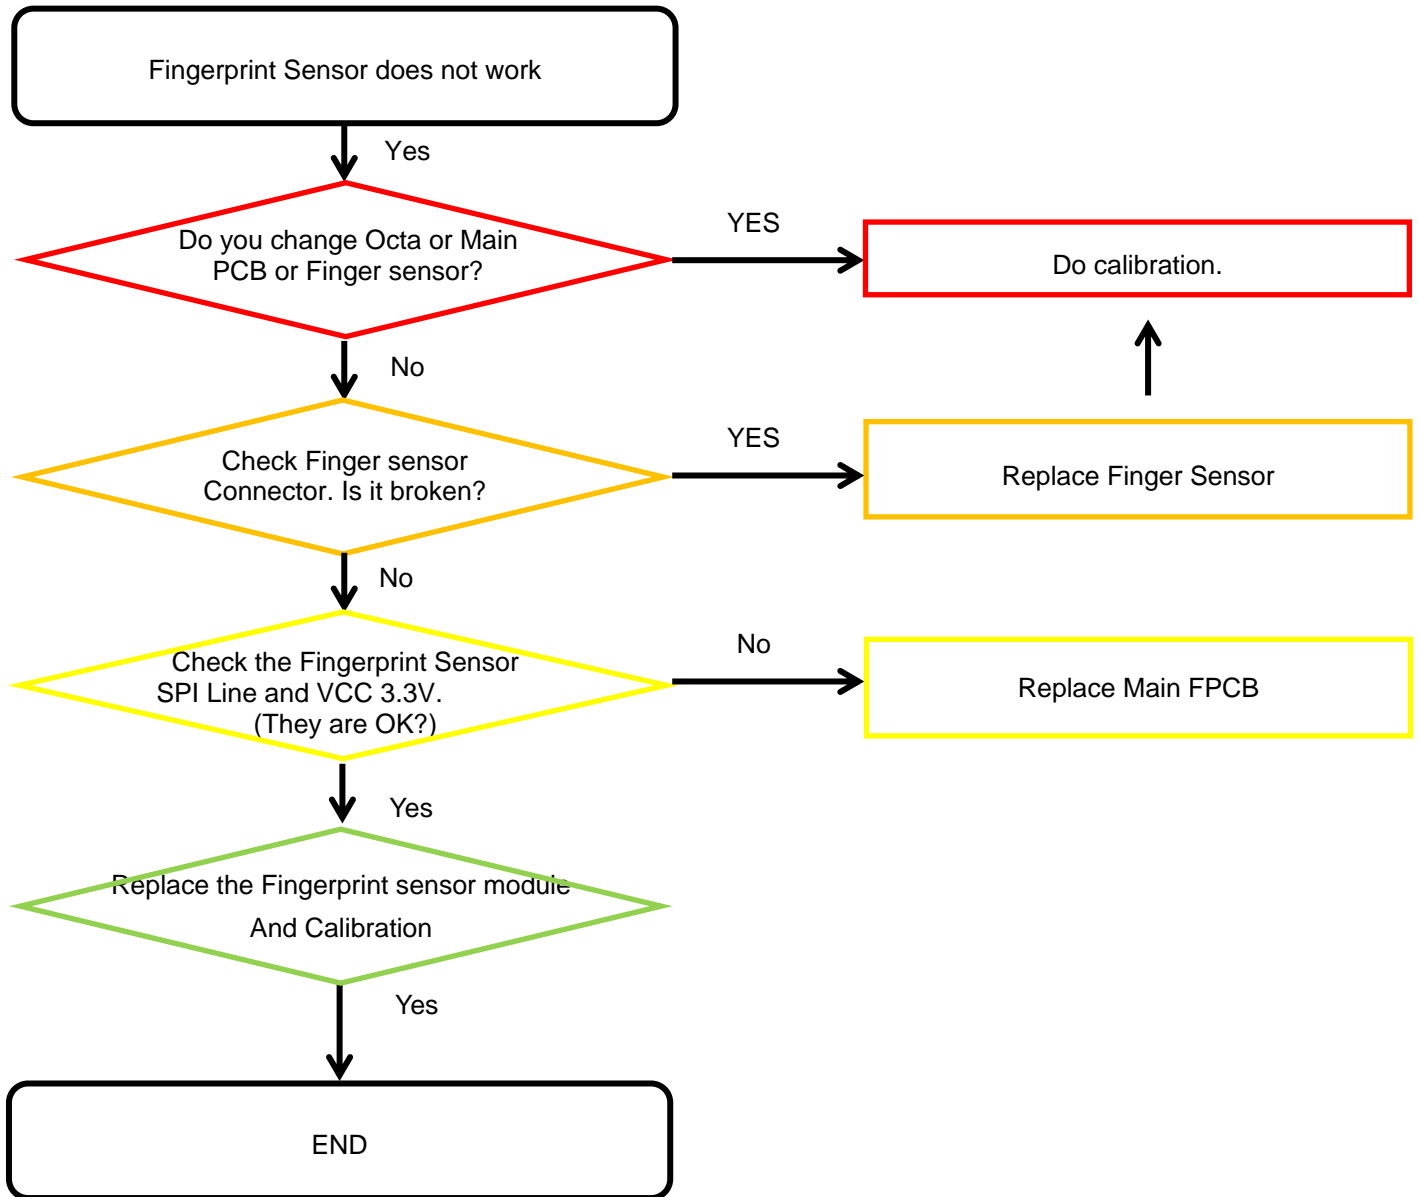 Fingerprint Sensor does not work
Yes
Do you change Octa or Main
PCB or Finger sensor?
YES
Do calibration.
No
Check Finger sensor
Connector. Is it broken?
YES
Replace Finger Sensor
No
Check the Fingerprint Sensor
SPI Line and VCC 3.3V.
(They are OK?)
No
Replace Main FPCB
Yes
Replace the Fingerprint sensor module
And Calibration
Yes
END